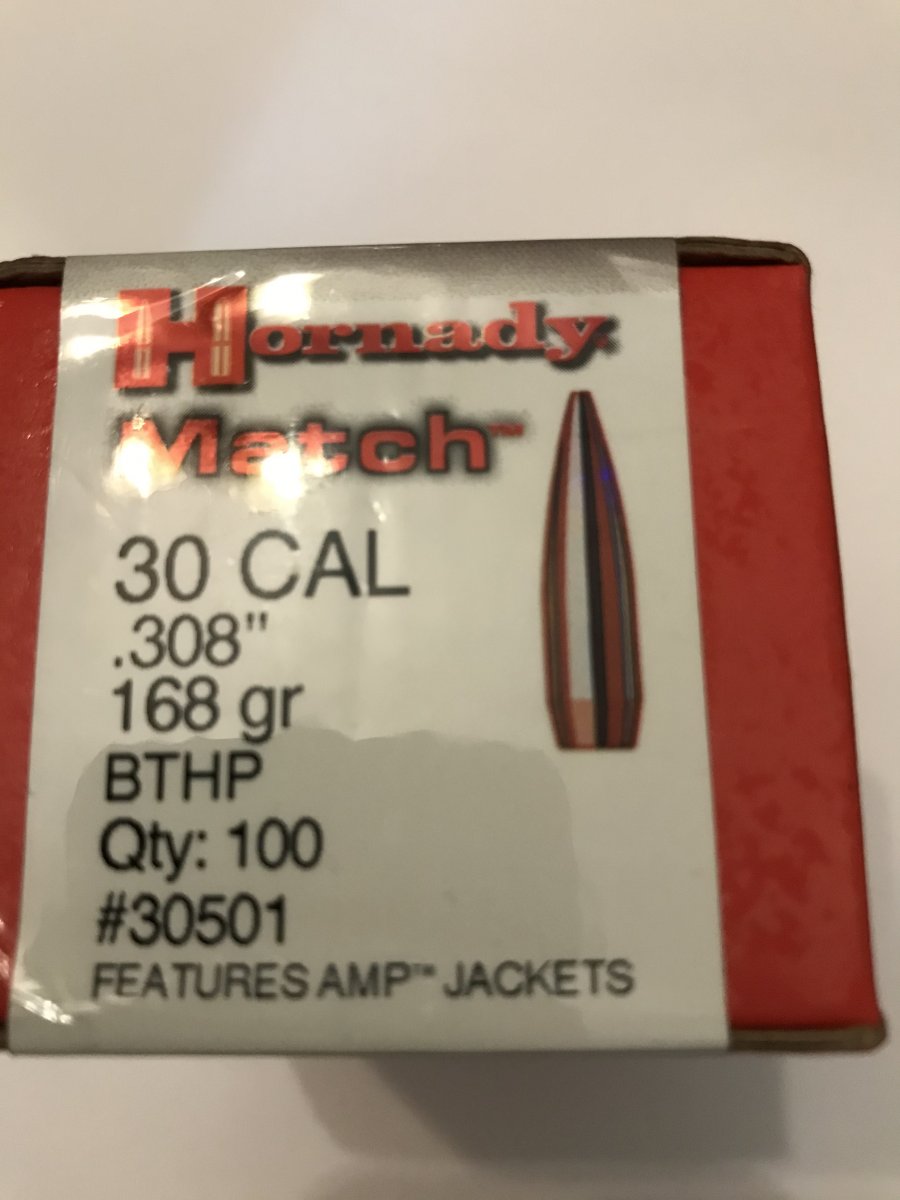 Hornady
Match™
30 CAL
.308"
168 gr
BTHP
Qty: 100
#30501
FEATURES AMP™ JACKETS